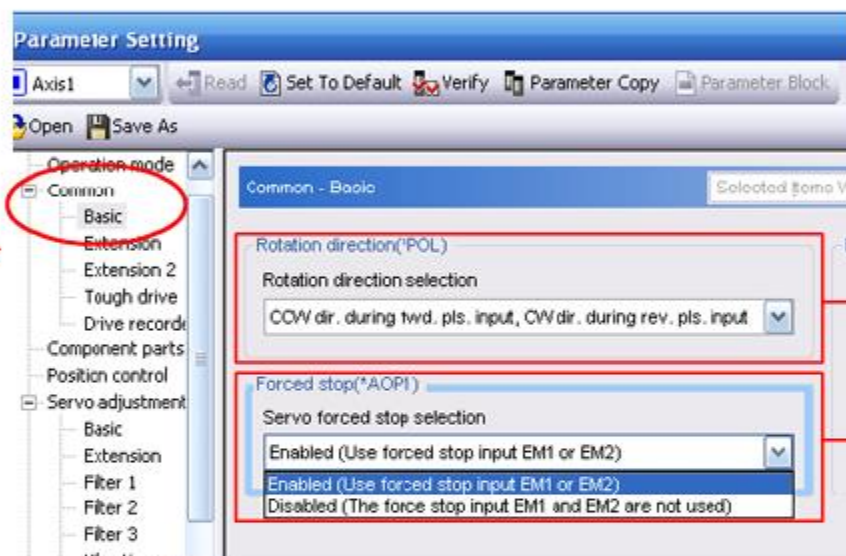 Parameter Setting
Axis1 Read Set To Default Verify Parameter Copy Parameter Block
Open Save As
Operation mode
Common
Basic
Extension
Extension 2
Tough drive
Drive recorde
Component parts
Position control
Servo adjustment
Basic
Extension
Filter 1
Filter 2
Filter 3
Common - Basic
Selected Items W
Rotation direction(*POL)
Rotation direction selection
CCW dir. during fwd. pls. input, CW dir. during rev. pls. input
Forced stop(*AOP1)
Servo forced stop selection
Enabled (Use forced stop input EM1 or EM2)
Enabled (Use forced stop input EM1 or EM2)
Disabled (The force stop input EM1 and EM2 are not used)